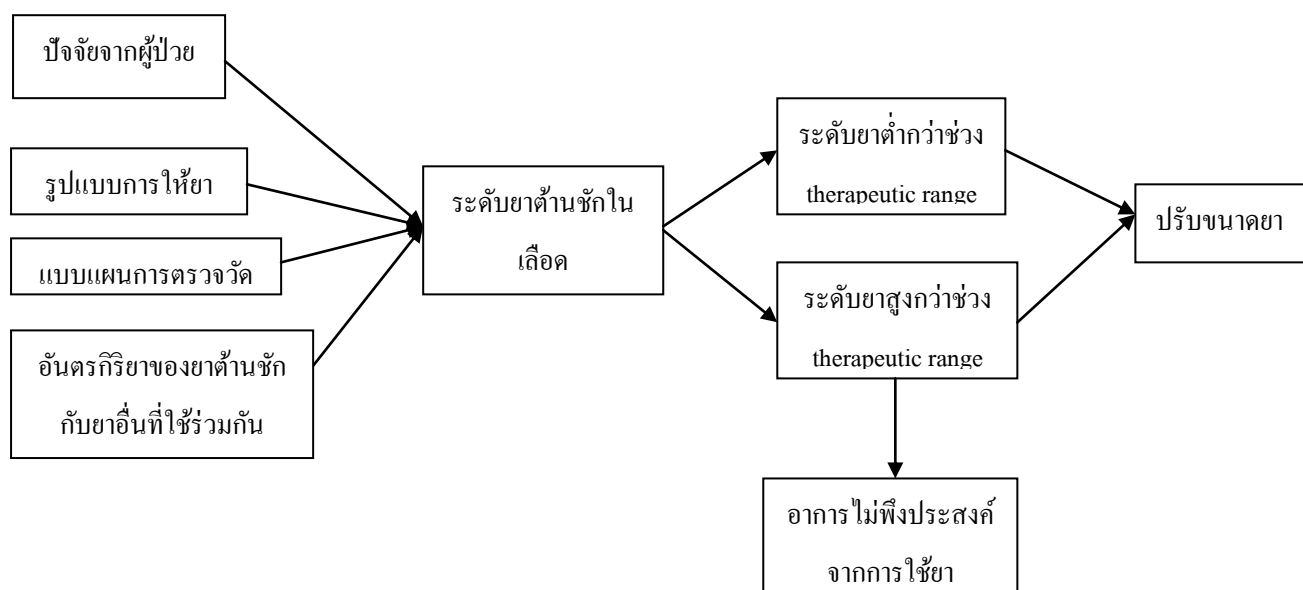 ปัจจัยจากผู้ป่วย
รูปแบบการให้ยา
แบบแผนการตรวจวัด
อันตรกิริยาของยาต้านชัก
กับยาอื่นที่ใช้ร่วมกัน
ระดับยาต้านชักใน
เลือด
ระดับยาต่ำกว่าช่วง
therapeutic range
ระดับยาสูงกว่าช่วง
therapeutic range
อาการไม่พึงประสงค์
จากการใช้ยา
ปรับขนาดยา